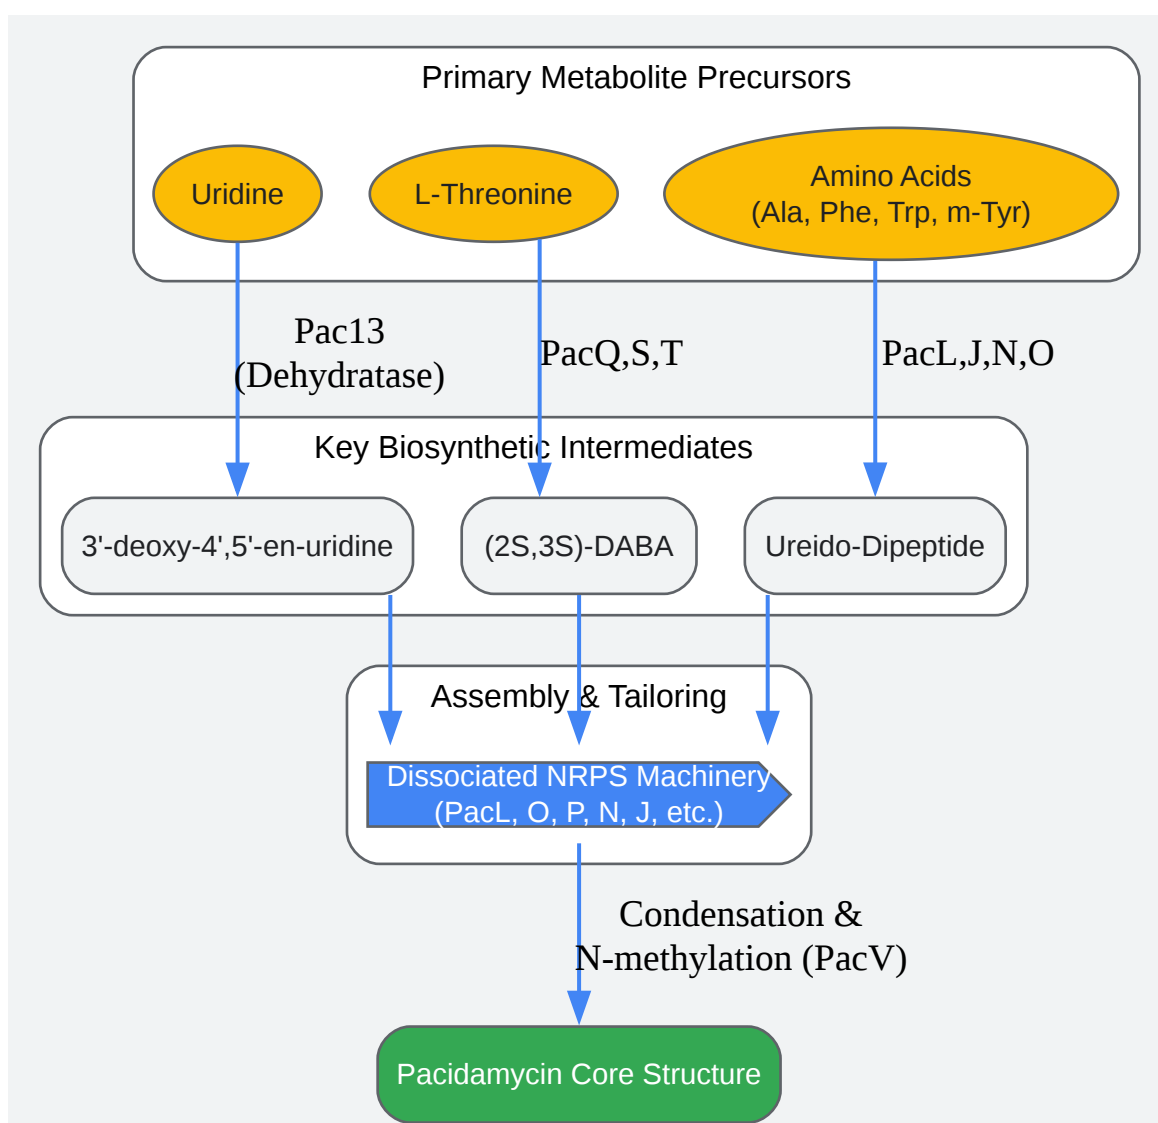 Primary Metabolite Precursors
Uridine
L-Threonine
Amino Acids
(Ala, Phe, Trp, m-Tyr)
Pac13
(Dehydratase)
PacQ,S,T
PacL,J,N,O
Key Biosynthetic Intermediates
3'-deoxy-4',5'-en-uridine
(2S,3S)-DABA
Ureido-Dipeptide
Assembly & Tailoring
Dissociated NRPS Machinery
(PacL, O, P, N, J, etc.)
Condensation &
N-methylation (PacV)
Pacidamycin Core Structure